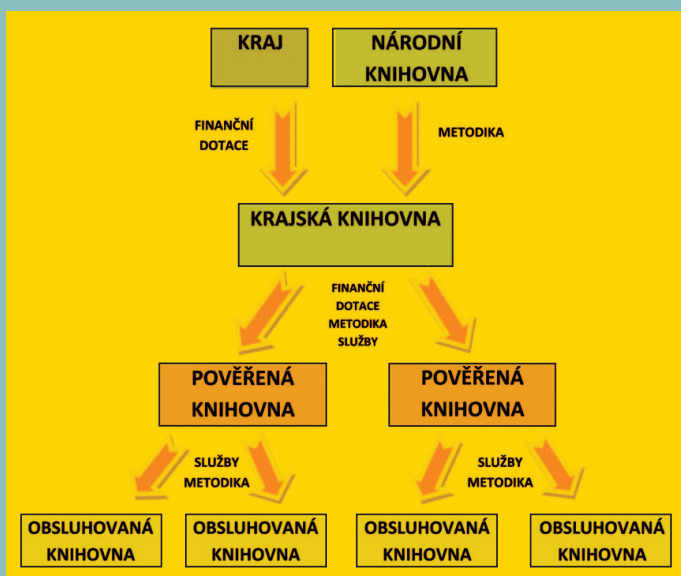 KRAJ
NÁRODNÍ
KNIHOVNA
FINANČNÍ
DOTACE
METODIKA
KRAJSKÁ KNIHOVNA
FINANČNÍ
DOTACE
METODIKA
SLUŽBY
POVĚŘENÁ
KNIHOVNA
POVĚŘENÁ
KNIHOVNA
SLUŽBY
METODIKA
SLUŽBY
METODIKA
OBSLUHOVANÁ
KNIHOVNA
OBSLUHOVANÁ
KNIHOVNA
OBSLUHOVANÁ
KNIHOVNA
OBSLUHOVANÁ
KNIHOVNA